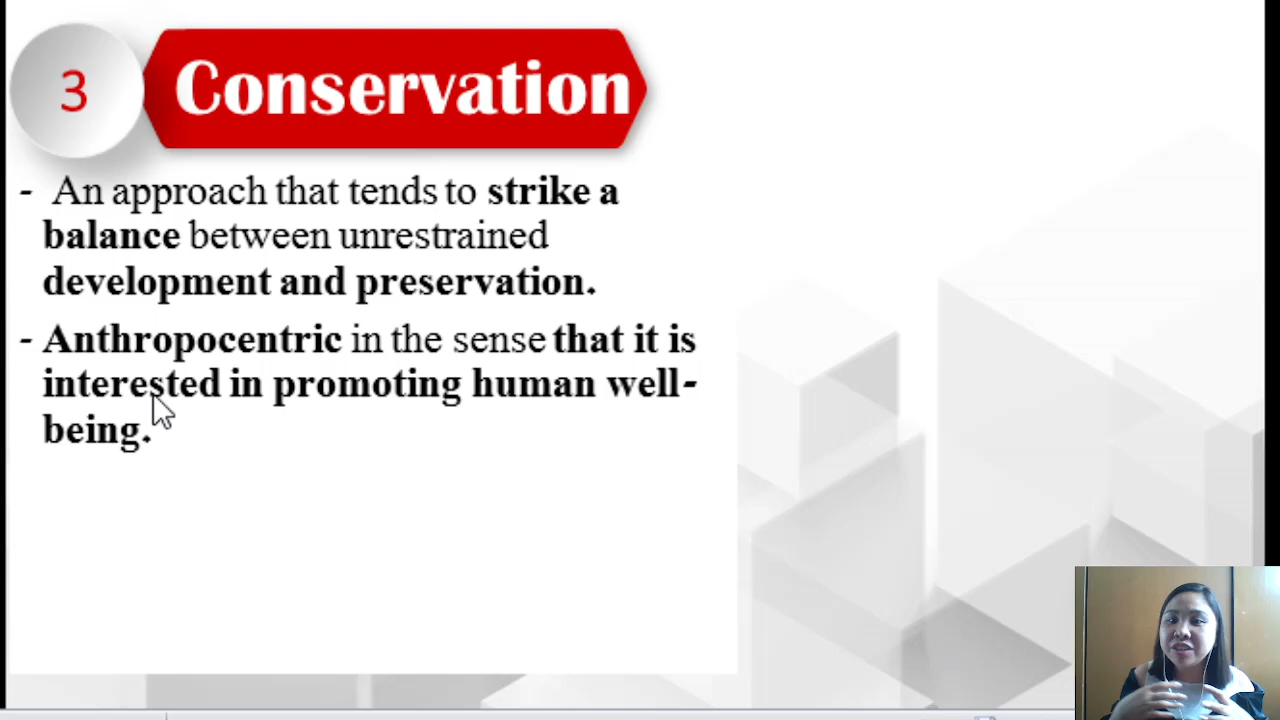 3
Conservation
- An approach that tends to strike a
balance between unrestrained
development and preservation.
- Anthropocentric in the sense that it is
interested in promoting human well-
being.